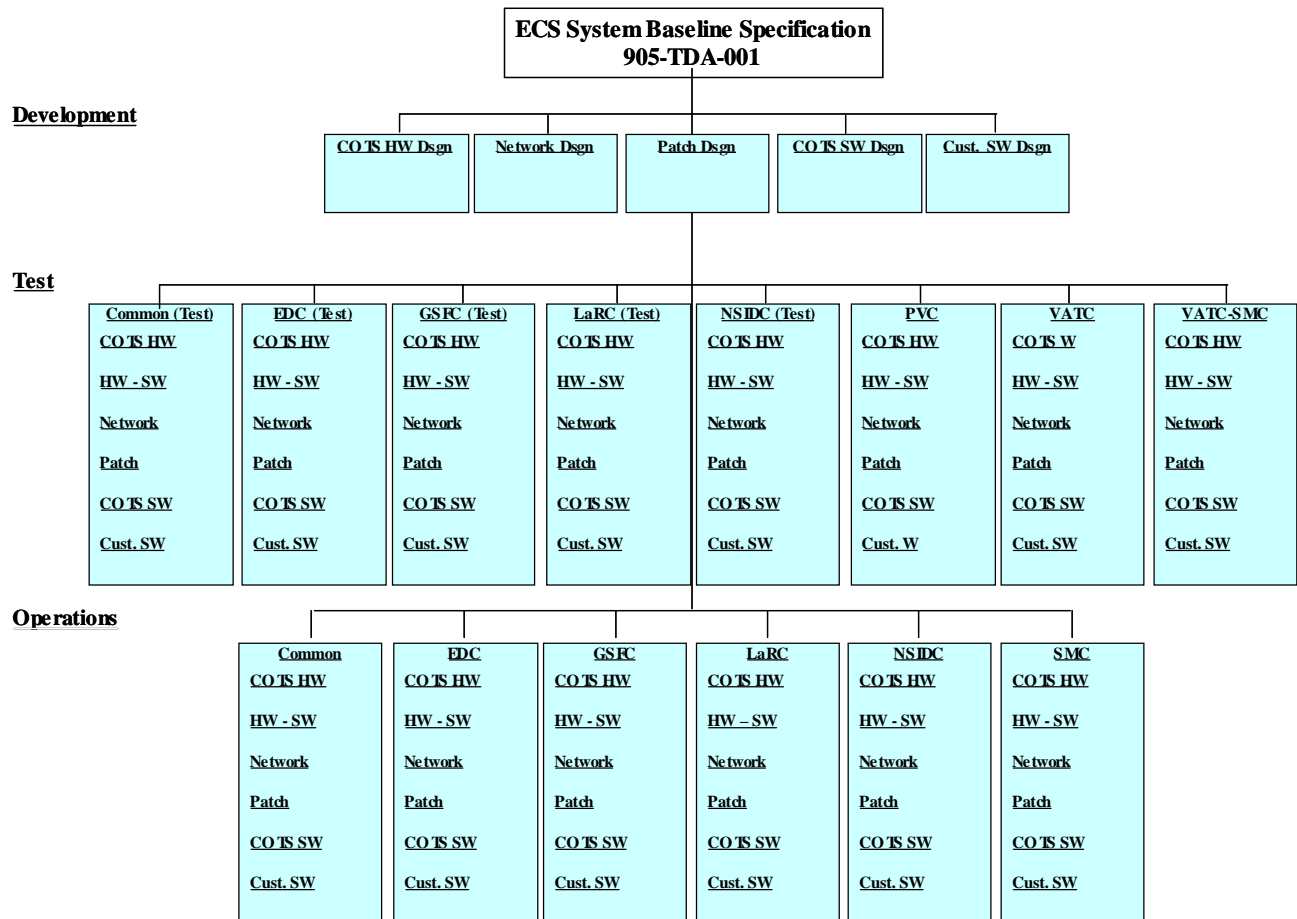 ECS System Baseline Specification
905-TDA-001
Development
COTS HW Dsgn
Network Dsgn
Patch Dsgn
COTS SW Dsgn
Cust. SW Dsgn
Test
Common (Test)
COTS HW
HW - SW
Network
Patch
COTS SW
Cust. SW
EDC (Test)
COTS HW
HW - SW
Network
Patch
COTS SW
Cust. SW
GSFC (Test)
COTS HW
HW - SW
Network
Patch
COTS SW
Cust. SW
LaRC (Test)
COTS HW
HW - SW
Network
Patch
COTS SW
Cust. SW
NSIDC (Test)
COTS HW
HW - SW
Network
Patch
COTS SW
Cust. SW
PVC
COTS HW
HW - SW
Network
Patch
COTS SW
Cust. W
VATC
COTS W
HW - SW
Network
Patch
COTS SW
Cust. SW
VATC-SMC
COTS HW
HW - SW
Network
Patch
COTS SW
Cust. SW
Operations
Common
COTS HW
HW - SW
Network
Patch
COTS SW
Cust. SW
EDC
COTS HW
HW - SW
Network
Patch
COTS SW
Cust. SW
GSFC
COTS HW
HW - SW
Network
Patch
COTS SW
Cust. SW
LaRC
COTS HW
HW – SW
Network
Patch
COTS SW
Cust. SW
NSIDC
COTS HW
HW - SW
Network
Patch
COTS SW
Cust. SW
SMC
COTS HW
HW - SW
Network
Patch
COTS SW
Cust. SW